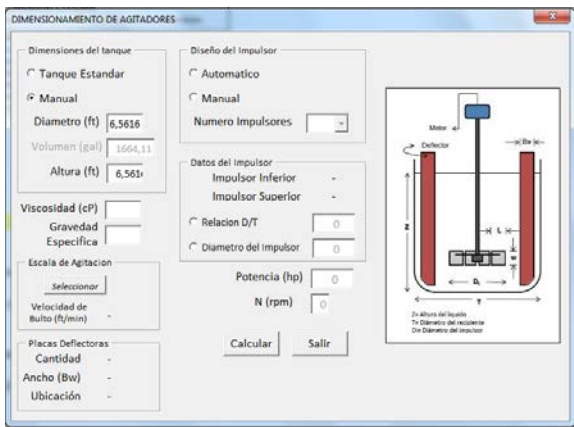 DIMENSIONAMIENTO DE AGITADORES
Dimensiones del tanque
Tanque Estandar
Manual
Diametro (ft) 6,5616
Volumen (gal) 1664,11
Altura (ft) 6,561
Viscosidad (cP)
Gravedad
Especifica
Escala de Agitacion
Seleccionar
Velocidad de
Bulto (ft/min) -
Placas Deflectoras
Cantidad -
Ancho (Bw) -
Ubicación -
Diseño del Impulsor
Automatico
Manual
Numero Impulsores
Datos del Impulsor
Impulsor Inferior -
Impulsor Superior -
Relacion D/T 0
Diametro del Impulsor 0
Potencia (hp) 0
N (rpm) 0
Calcular Salir
Motor
Deflector
Bw
Z
L
T
Z= Altura del liquido
T= Diámetro del recipiente
D= Diámetro del impulsor